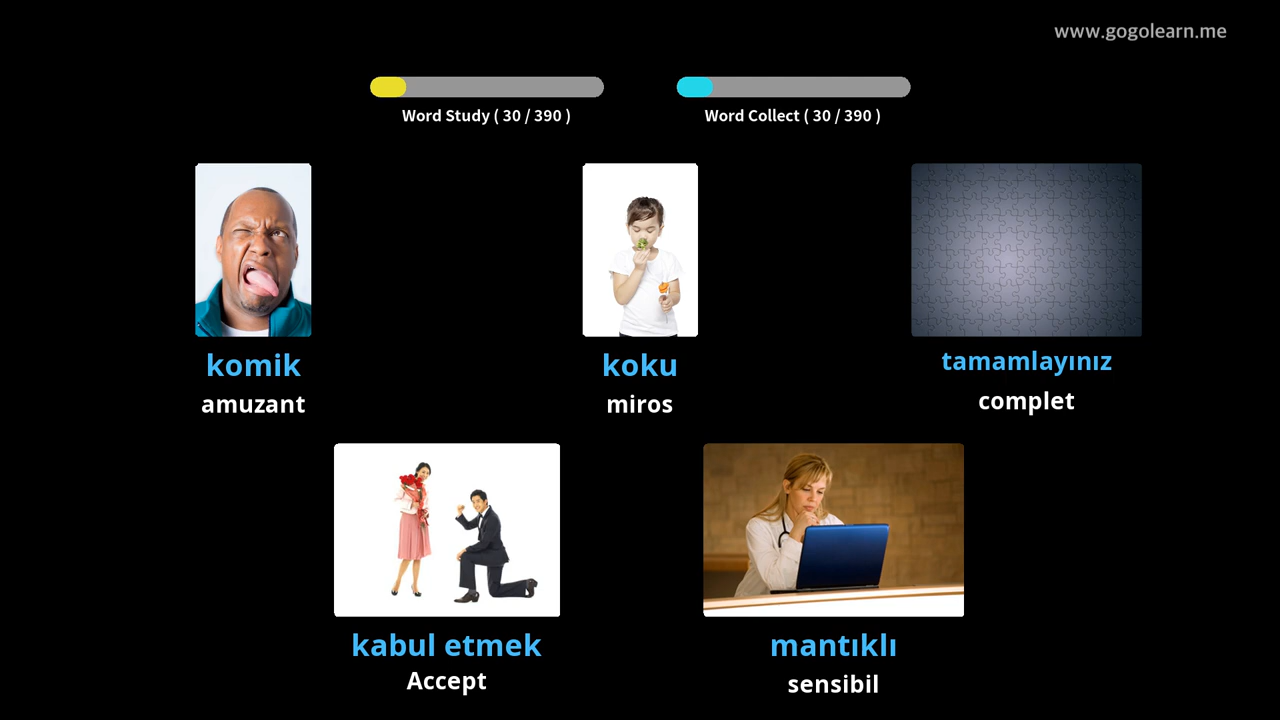 www.gogolearn.me
Word Study ( 30 / 390 )
Word Collect ( 30 / 390 )
komik
amuzant
koku
miros
tamamlayınız
complet
kabul etmek
Accept
mantıklı
sensibil